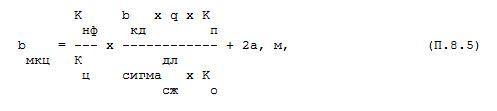 К        b    x q x К
 нф       кд         п
b    = --- x ------------ + 2a, м,                     (П.8.5)
 мкц   К           дл
        ц    сигма    x К
                  сж     о